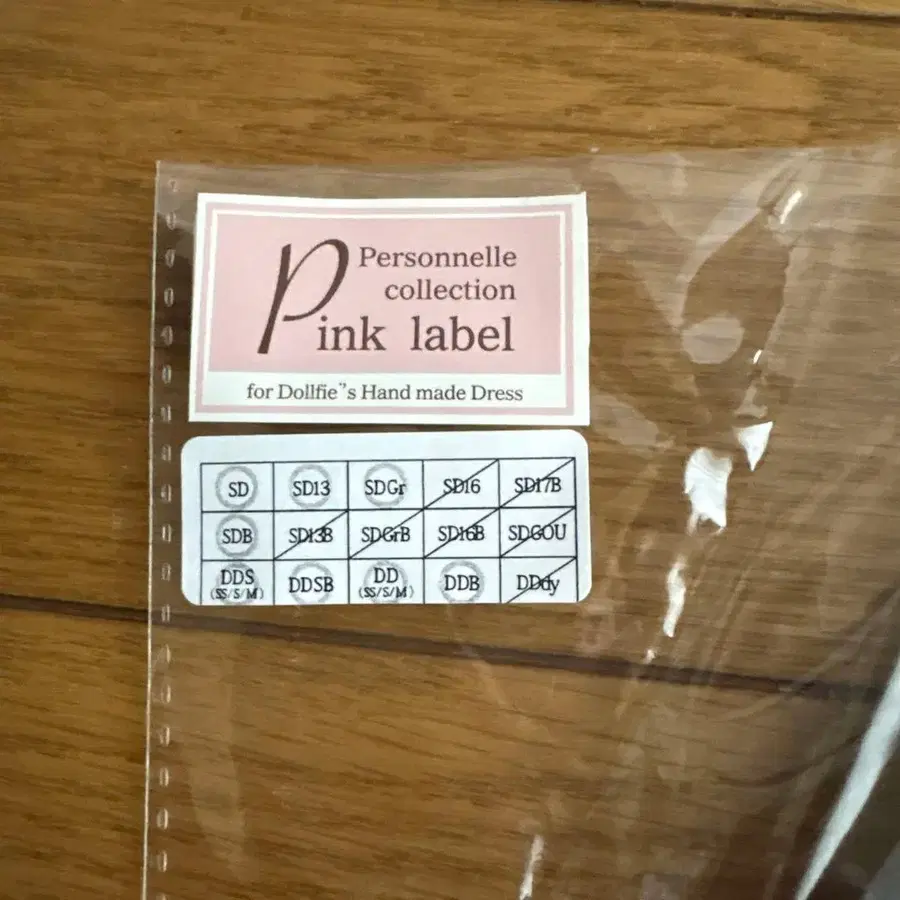 Personnelle
collection
Pink label
for Dollfie"s Hand made Dress
SD SD13 SDGr SD16 SD17B
SDB SD13B SDGrB SD16B SDGOU
DDS DDSB DD DDB DDdy
(SS/S/M) (SS/S/M)